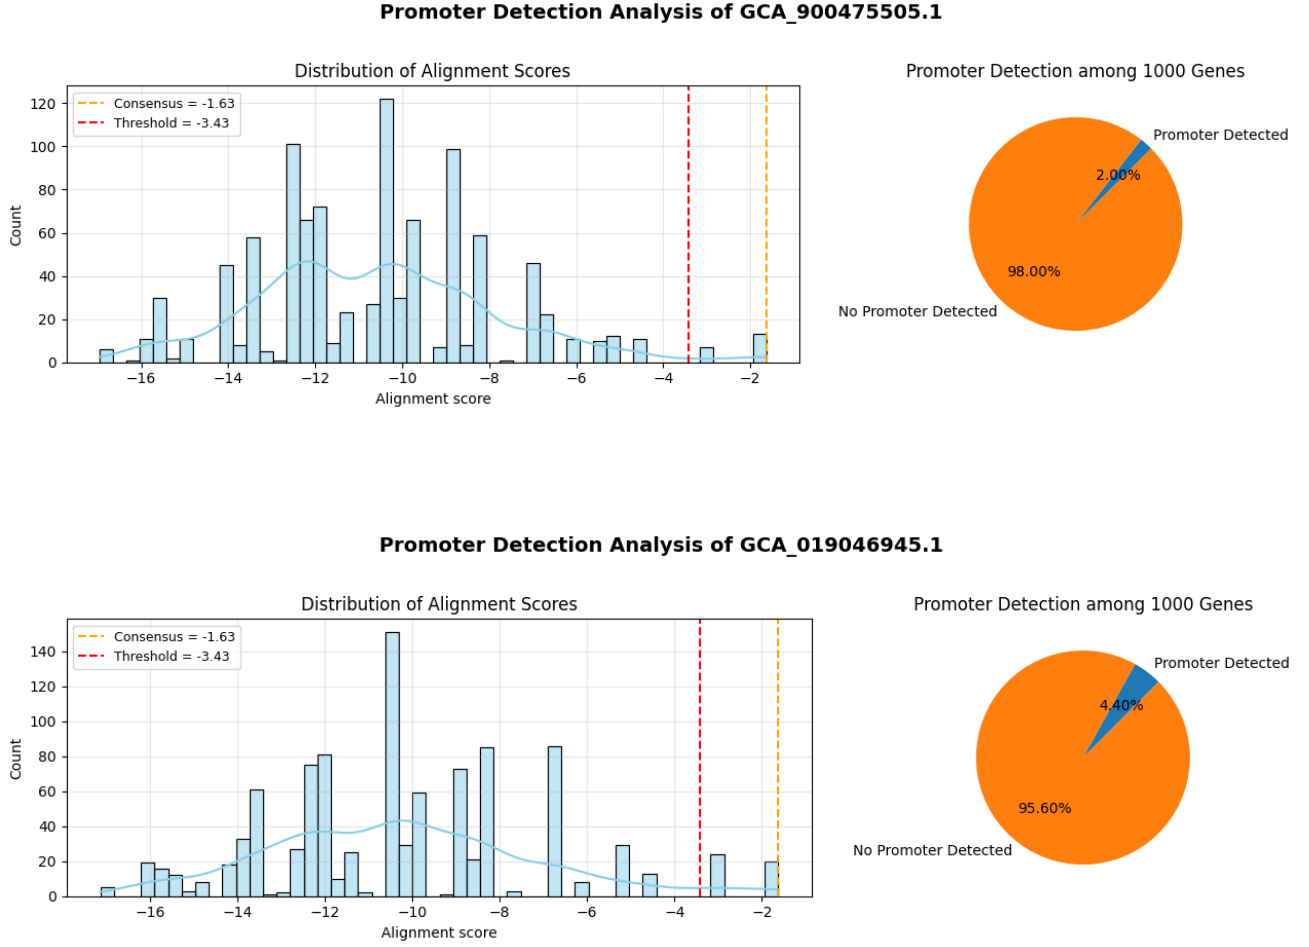 Promoter Detection Analysis of GCA_900475505.1
Distribution of Alignment Scores
Consensus = -1.63
Threshold = -3.43
Count
120
100
80
60
40
20
0
−16 −14 −12 −10 −8 −6 −4 −2
Alignment score
Promoter Detection among 1000 Genes
Promoter Detected
2.00%
98.00%
No Promoter Detected
Promoter Detection Analysis of GCA_019046945.1
Distribution of Alignment Scores
Consensus = -1.63
Threshold = -3.43
Count
140
120
100
80
60
40
20
0
−16 −14 −12 −10 −8 −6 −4 −2
Alignment score
Promoter Detection among 1000 Genes
Promoter Detected
4.40%
95.60%
No Promoter Detected